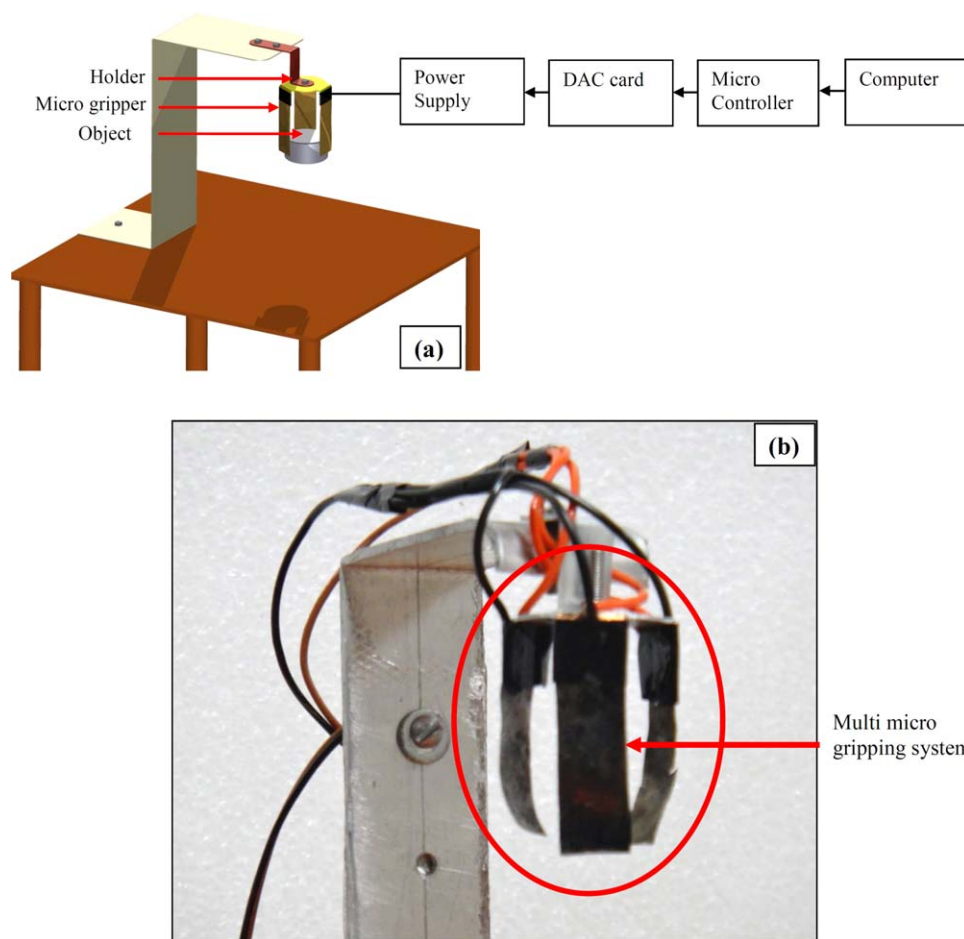 Holder
Micro gripper
Object
Power
Supply
DAC card
Micro
Controller
Computer
(a)
(b)
Multi micro
gripping system